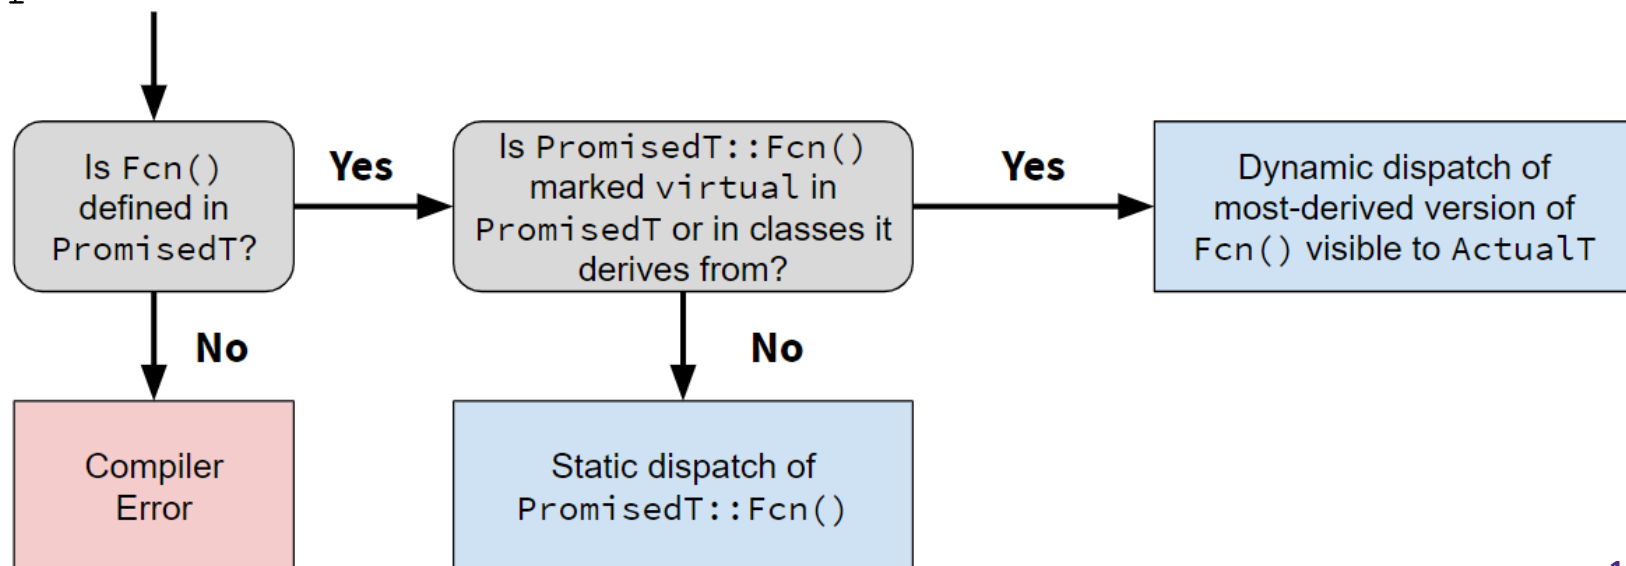 Is Fcn()
defined in
PromisedT?
Yes
Is PromisedT::Fcn()
marked virtual in
PromisedT or in classes it
derives from?
Yes
Dynamic dispatch of
most-derived version of
Fcn() visible to ActualT
No
No
Compiler
Error
Static dispatch of
PromisedT::Fcn()